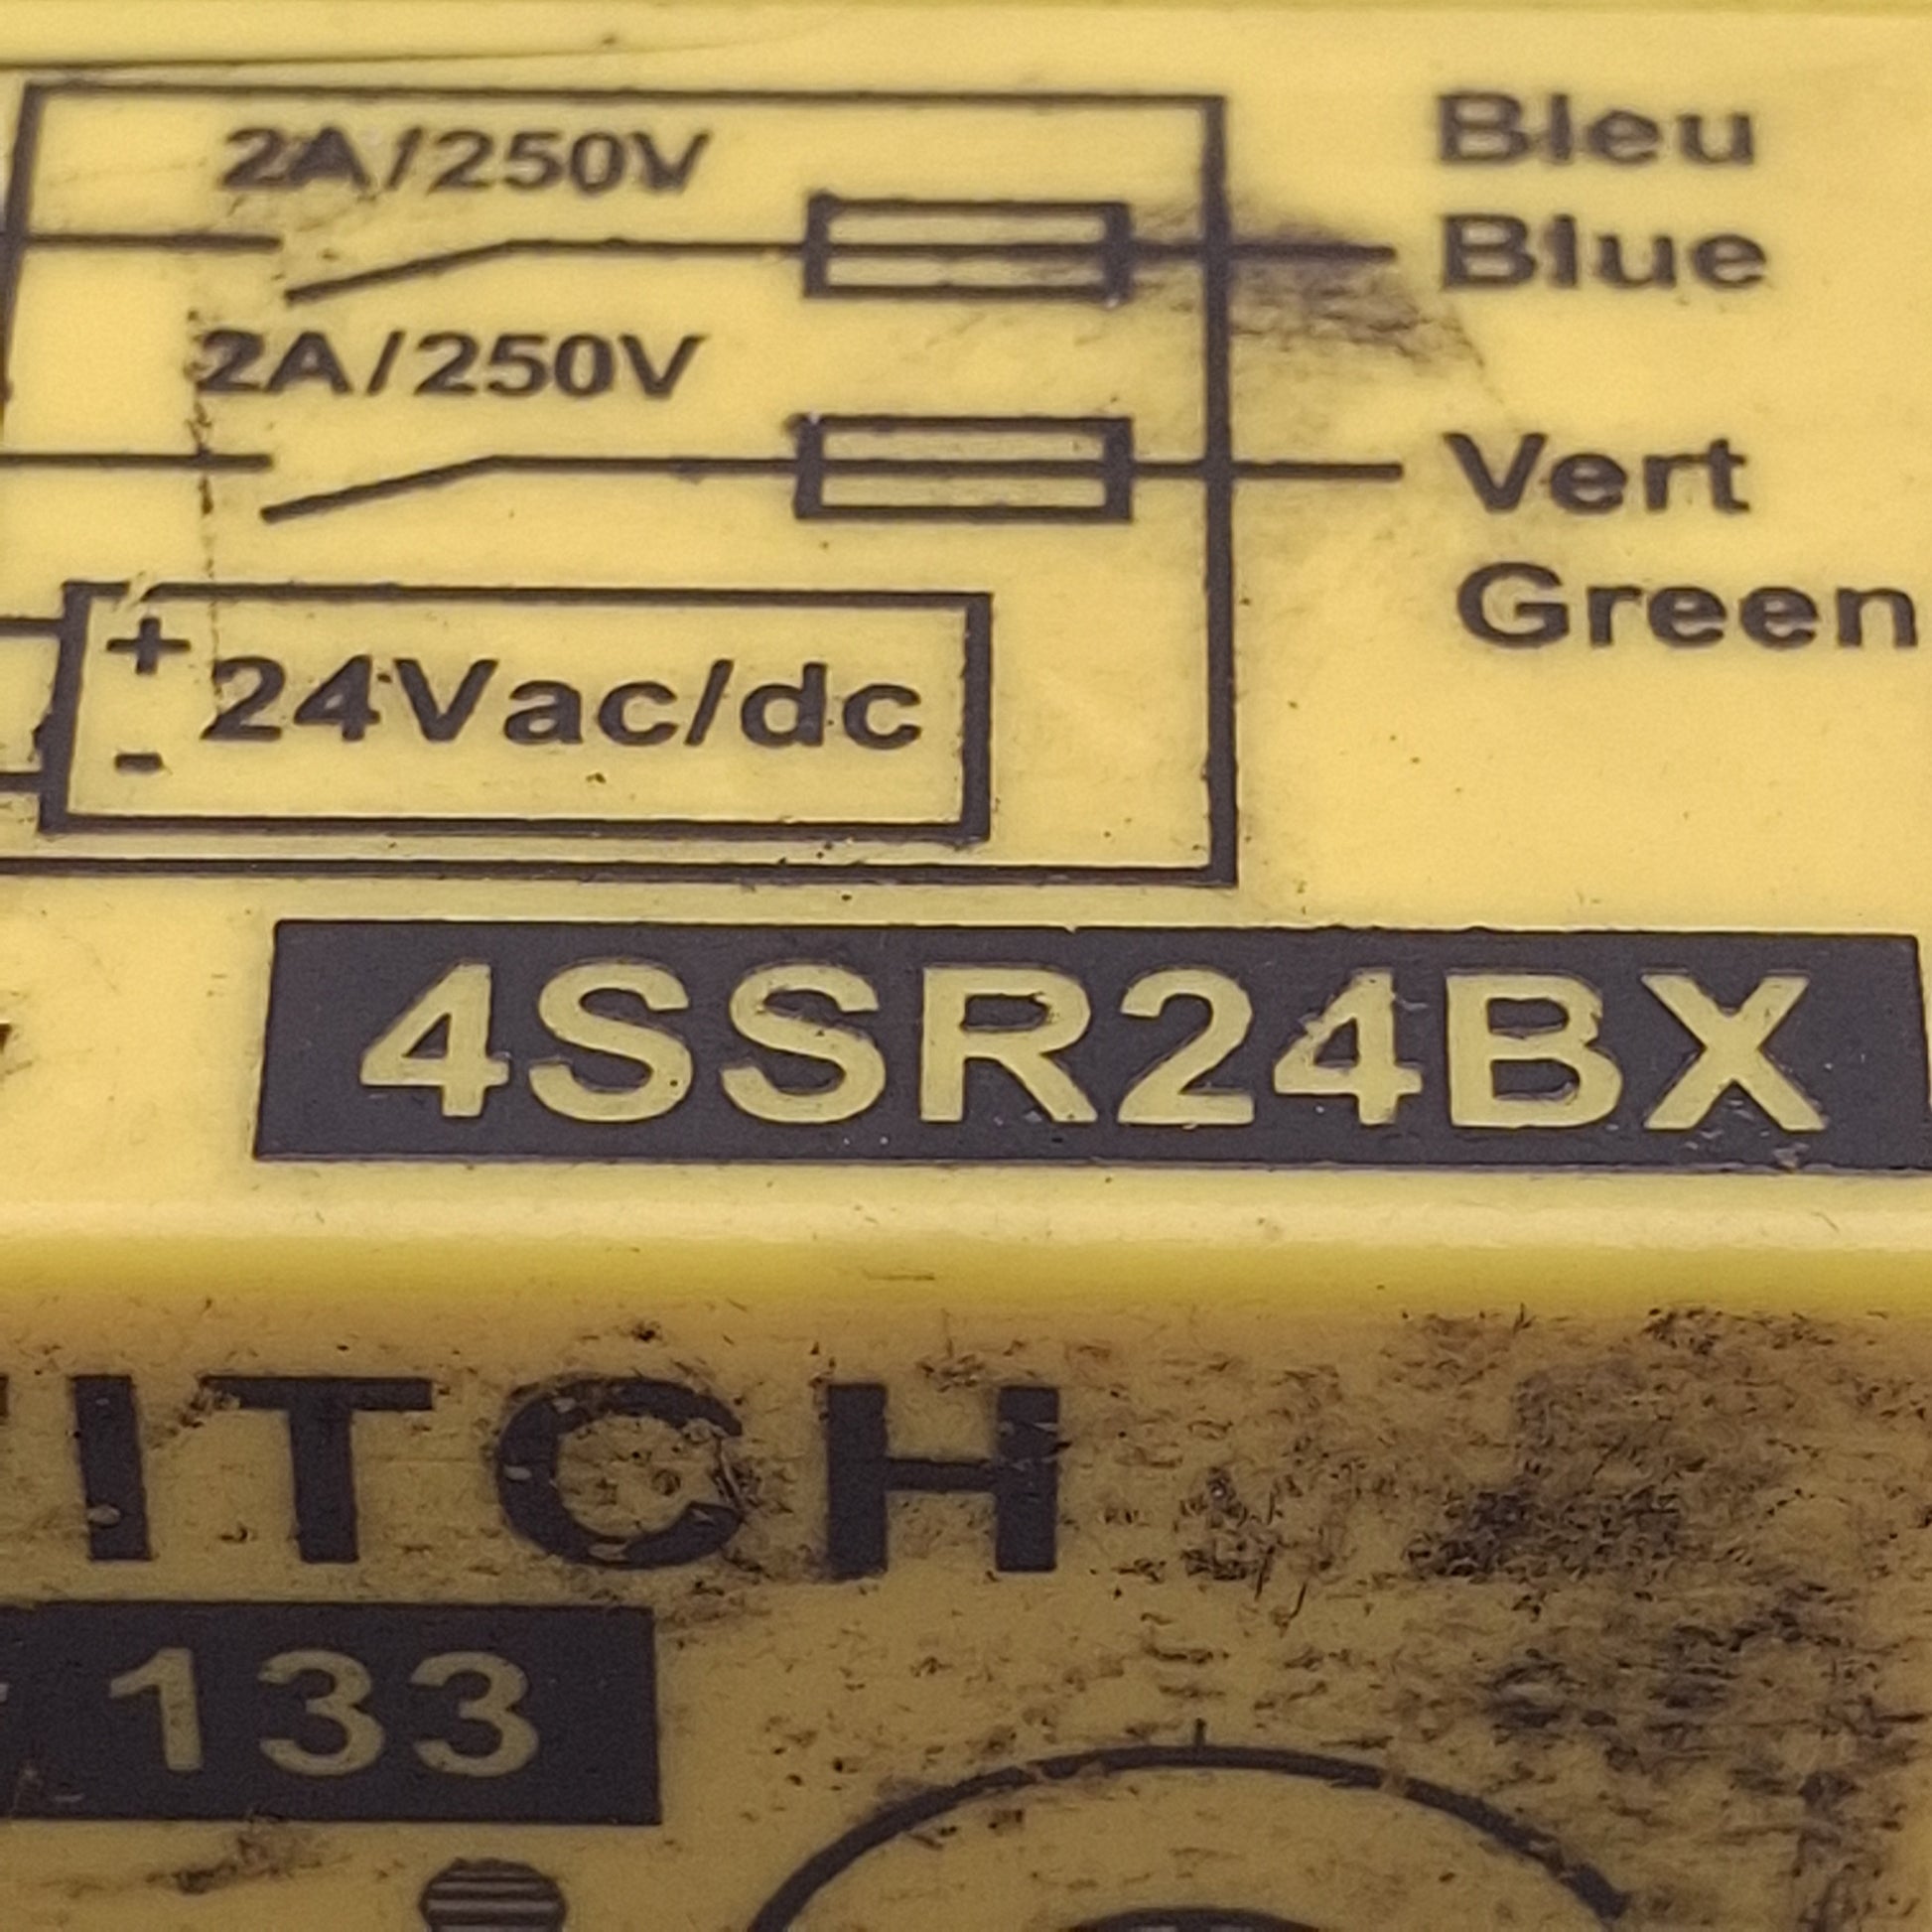 2A/250V
Bleu
Blue
2A/250V
Vert
Green
+
24Vac/dc
-
4SSR24BX
ITCH
133